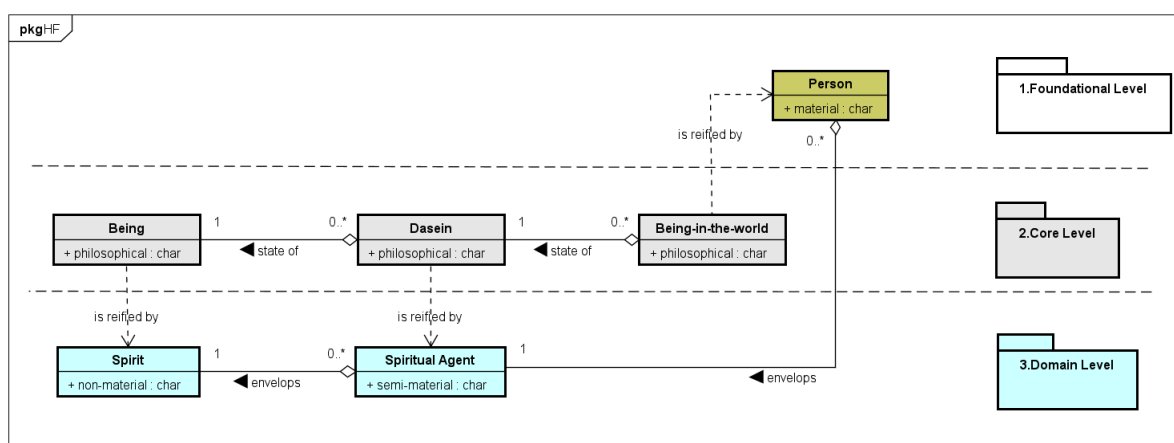 pkg HF
Person
+ material : char
1.Foundational Level
is reified by
0..*
Being
+ philosophical : char
1
0..*
state of
Dasein
+ philosophical : char
1
0..*
state of
Being-in-the-world
+ philosophical : char
2.Core Level
is reified by
is reified by
Spirit
+ non-material : char
1
0..*
envelops
Spiritual Agent
+ semi-material : char
1
envelops
3.Domain Level